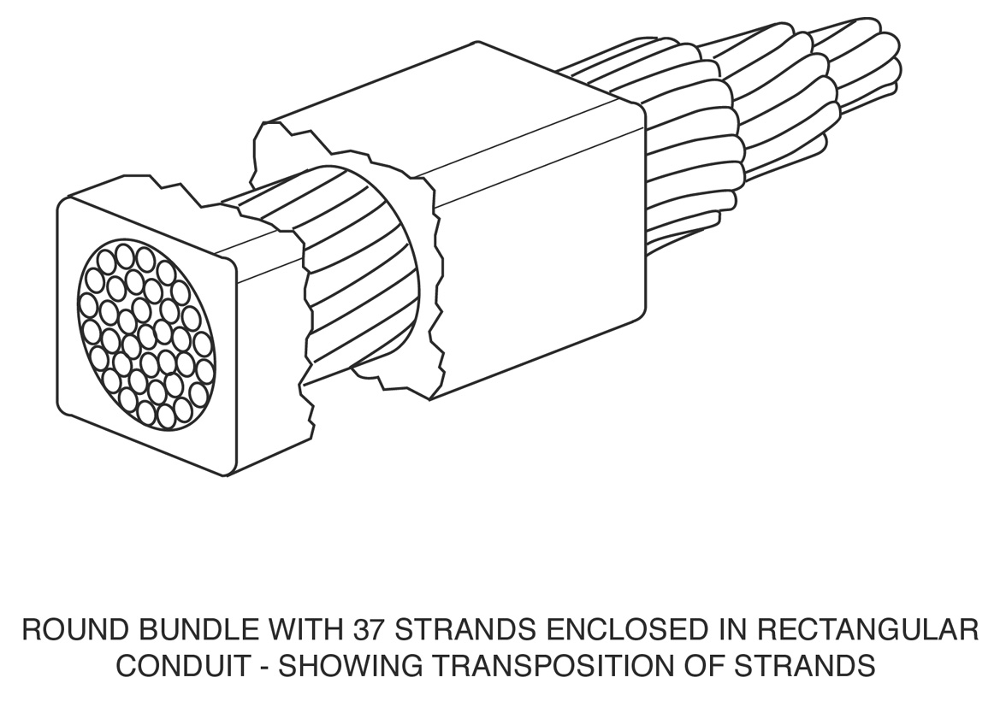 ROUND BUNDLE WITH 37 STRANDS ENCLOSED IN RECTANGULAR
CONDUIT - SHOWING TRANSPOSITION OF STRANDS